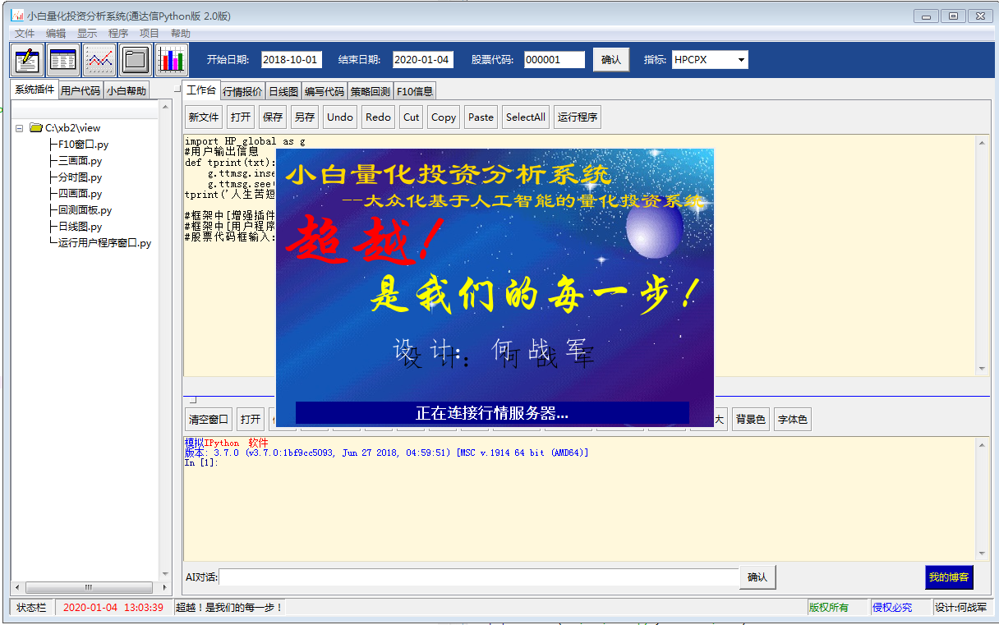 小白量化投资分析系统(通达信Python版 2.0版)
文件 编辑 显示 程序 项目 帮助
开始日期: 2018-10-01 结束日期: 2020-01-04 股票代码: 000001 确认 指标: HPCPX
系统插件 用户代码 小白帮助
工作台 行情报价 日线图 编写代码 策略回测 F10信息
新文件 打开 保存 另存 Undo Redo Cut Copy Paste SelectAll 运行程序
C:\xb2\view
F10窗口.py
三画面.py
分时图.py
四画面.py
回测面板.py
日线图.py
运行用户程序窗口.py
import HP_global as g
#用户输出信息
def tprint(txt):
g.ttmsg.inse
g.ttmsg.see(
tprint('人生苦短
#框架中[增强插件
#框架中[用户程序
#股票代码框输入:
小白量化投资分析系统
--大众化基于人工智能的量化投资系统
超越!
是我们的每一步!
设计: 何战军
正在连接行情服务器...
清空窗口 打开 大 背景色 字体色
模拟IPython 软件
版本: 3.7.0 (v3.7.0:1bf9cc5093, Jun 27 2018, 04:59:51) [MSC v.1914 64 bit (AMD64)]
In [1]:
AI对话: 确认 我的博客
状态栏 2020-01-04 13:03:39 超越！是我们的每一步！ 版权所有 侵权必究 设计:何战军